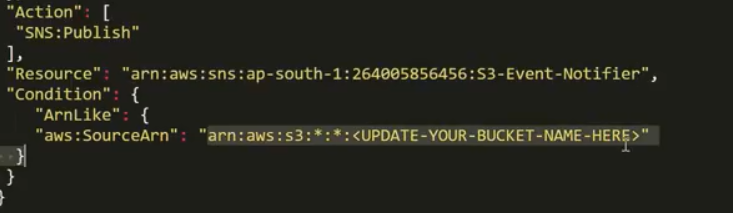 "Action": [
"SNS:Publish"
],
"Resource": "arn:aws:sns:ap-south-1:264005856456:S3-Event-Notifier",
"Condition": {
"ArnLike": {
"aws:SourceArn": "arn:aws:s3:*:*:<UPDATE-YOUR-BUCKET-NAME-HERE>"
}
}
}